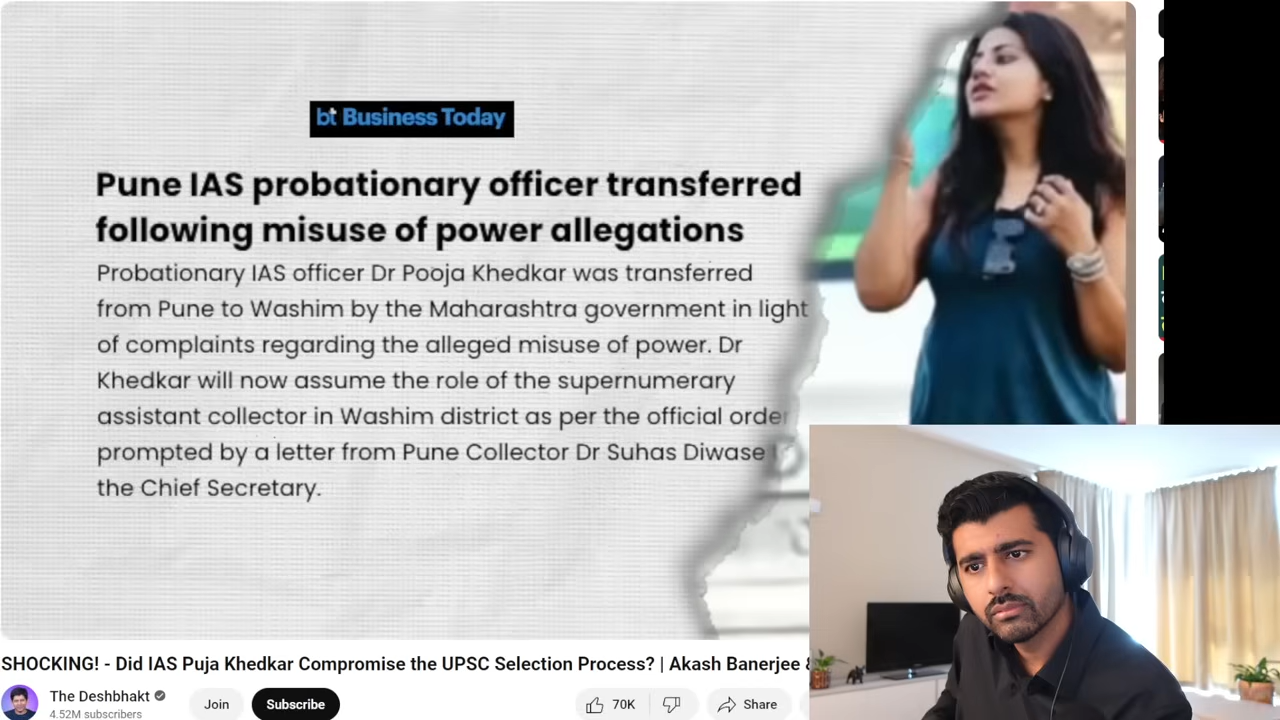 bt Business Today
Pune IAS probationary officer transferred
following misuse of power allegations
Probationary IAS officer Dr Pooja Khedkar was transferred
from Pune to Washim by the Maharashtra government in light
of complaints regarding the alleged misuse of power. Dr
Khedkar will now assume the role of the supernumerary
assistant collector in Washim district as per the official order
prompted by a letter from Pune Collector Dr Suhas Diwase
the Chief Secretary.
SHOCKING! - Did IAS Puja Khedkar Compromise the UPSC Selection Process? | Akash Banerjee
The Deshbhakt
4.52M subscribers
Join
Subscribe
70K
Share